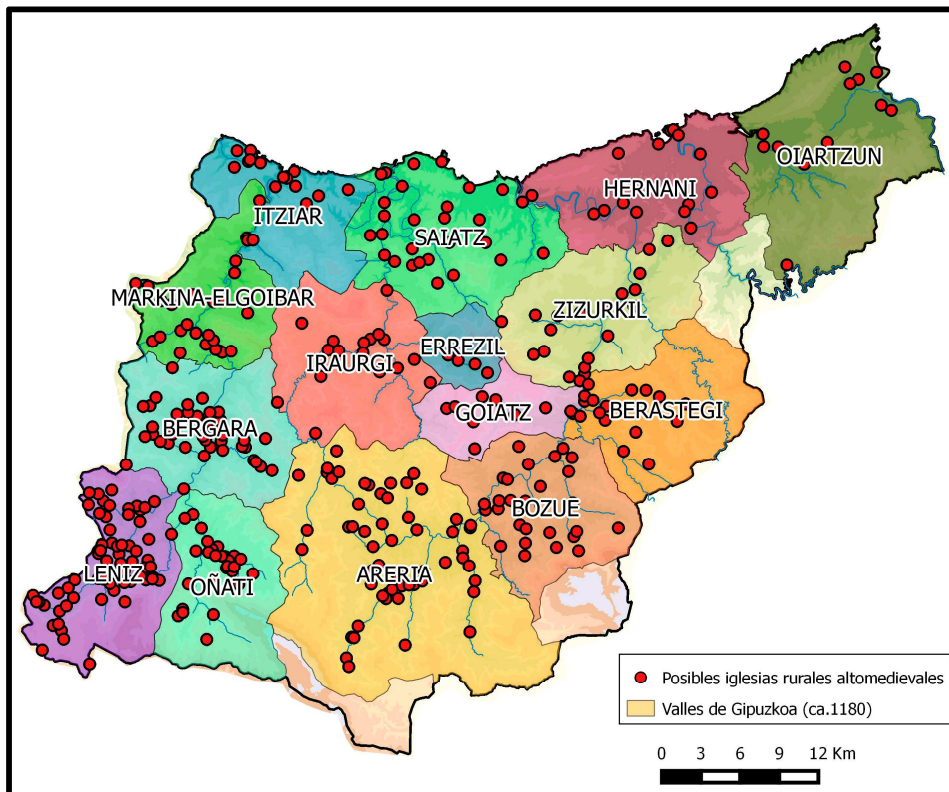 OIARTZUN
HERNANI
ITZIAR
SAIATZ
MARKINA-ELGOIBAR
ZIZURKIL
ERREZIL
IRAURGI
GOIATZ
BERASTEGI
BERGARA
BOZUE
LENIZ
OÑATI
ARERIA
Posibles iglesias rurales altomedievales
Valles de Gipuzkoa (ca.1180)
0 3 6 9 12 Km